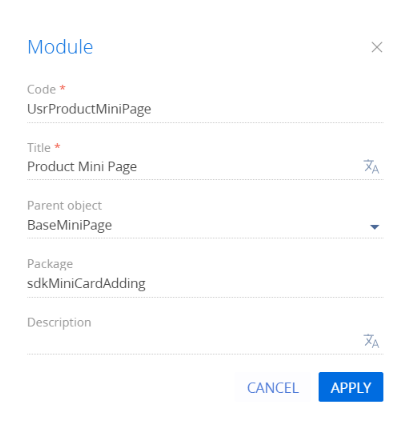 Module
Code *
UsrProductMiniPage
Title *
Product Mini Page
Parent object
BaseMiniPage
Package
sdkMiniCardAdding
Description
CANCEL APPLY